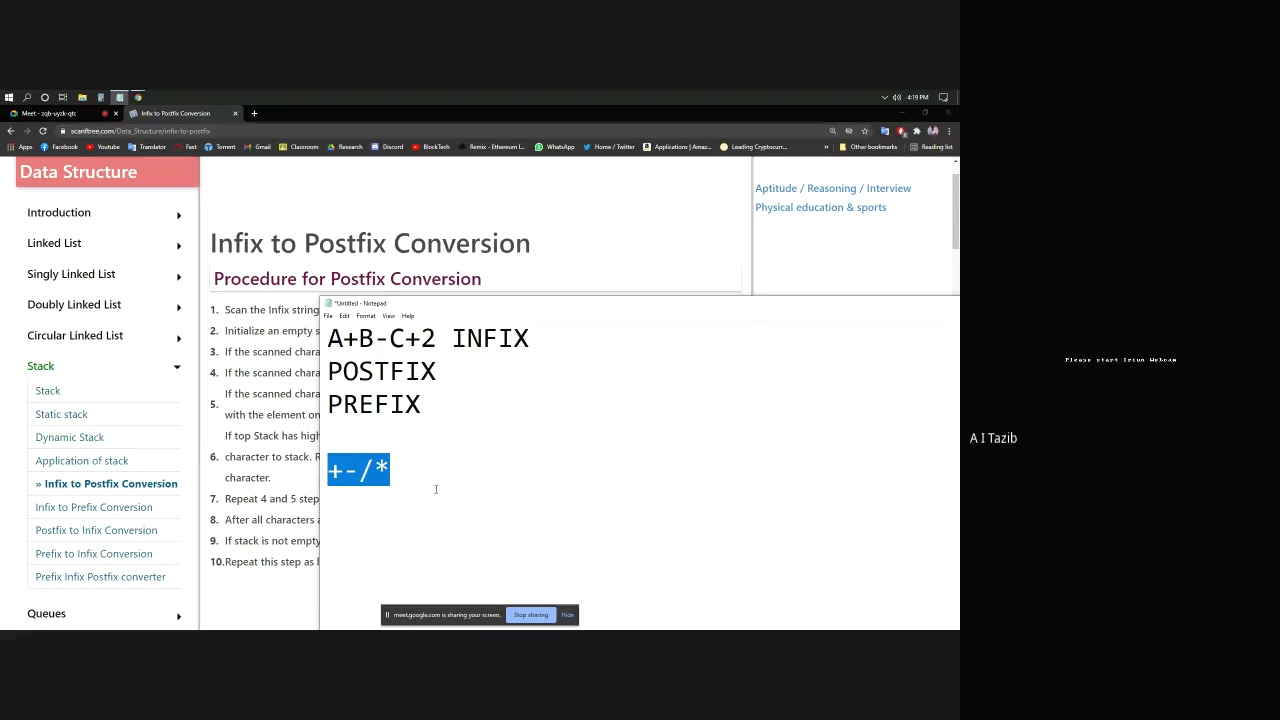 4:19 PM
Meet - zqb-uyzk-qtc
Infix to Postfix Conversion
scanftree.com/Data_Structure/infix-to-postfix
Apps Facebook Youtube Translator Fast Torrent Gmail Classroom Research Discord BlockTech Remix - Ethereum I... WhatsApp Home / Twitter Applications | Amaz... Leading Cryptocurr... » Other bookmarks Reading list
Data Structure
Introduction
Linked List
Singly Linked List
Doubly Linked List
Circular Linked List
Stack
Stack
Static stack
Dynamic Stack
Application of stack
» Infix to Postfix Conversion
Infix to Prefix Conversion
Postfix to Infix Conversion
Prefix to Infix Conversion
Prefix Infix Postfix converter
Queues
Infix to Postfix Conversion
Procedure for Postfix Conversion
1. Scan the Infix string
2. Initialize an empty s
3. If the scanned chara
4. If the scanned chara
If the scanned chara
5.
with the element on
If top Stack has high
6. character to stack. R
character.
7. Repeat 4 and 5 step
8. After all characters a
9. If stack is not empty
10. Repeat this step as l
Aptitude / Reasoning / Interview
Physical education & sports
*Untitled - Notepad
File Edit Format View Help
A+B-C+2 INFIX
POSTFIX
PREFIX
+-/*
meet.google.com is sharing your screen. Stop sharing Hide
Please start Iriun Webcam
A I Tazib